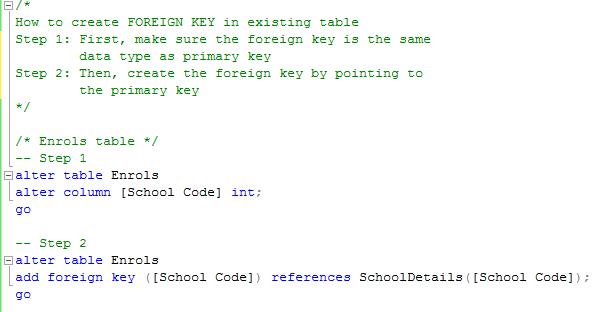 /*
How to create FOREIGN KEY in existing table
Step 1: First, make sure the foreign key is the same
        data type as primary key
Step 2: Then, create the foreign key by pointing to
        the primary key
*/

/* Enrols table */
-- Step 1
alter table Enrols
alter column [School Code] int;
go

-- Step 2
alter table Enrols
add foreign key ([School Code]) references SchoolDetails([School Code]);
go